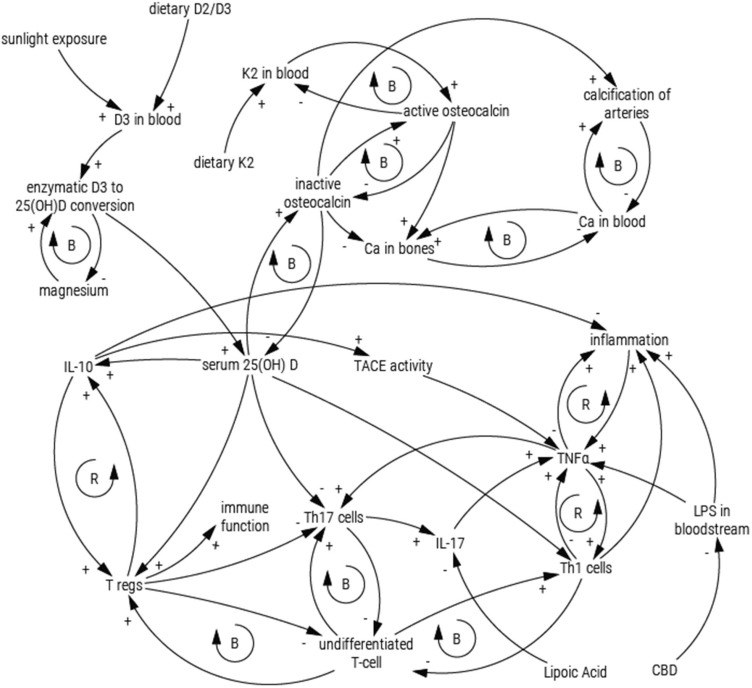 dietary D2/D3
sunlight exposure
+
+
D3 in blood
K2 in blood
+
-
B
+
active osteocalcin
+
calcification of
arteries
+
dietary K2
+
enzymatic D3 to
25(OH)D conversion
+
B
-
magnesium
inactive
osteocalcin
+
+
B
-
-
+
+
Ca in bones
B
B
-
Ca in blood
-
B
-
IL-10
+
+
+
serum 25(OH) D
-
+
TACE activity
-
inflammation
+
+
+
R
-
+
TNFα
+
+
R
-
+
Th1 cells
+
LPS in
bloodstream
-
R
immune
function
+
-
+
-
Th17 cells
+
+
IL-17
-
+
+
T regs
+
B
-
-
undifferentiated
T-cell
B
B
-
Lipoic Acid
CBD